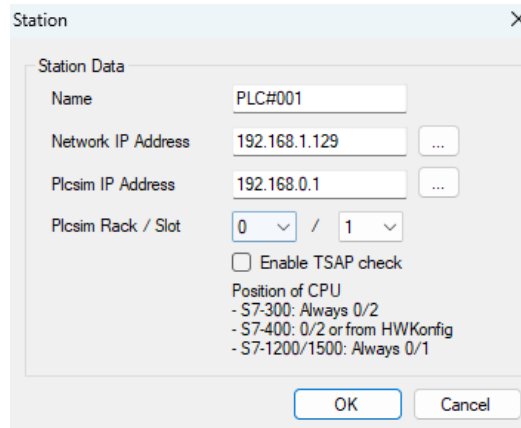 Station
Station Data
Name PLC#001
Network IP Address 192.168.1.129 ...
Plcsim IP Address 192.168.0.1 ...
Plcsim Rack / Slot 0 / 1
Enable TSAP check
Position of CPU
- S7-300: Always 0/2
- S7-400: 0/2 or from HWKonfig
- S7-1200/1500: Always 0/1
OK Cancel